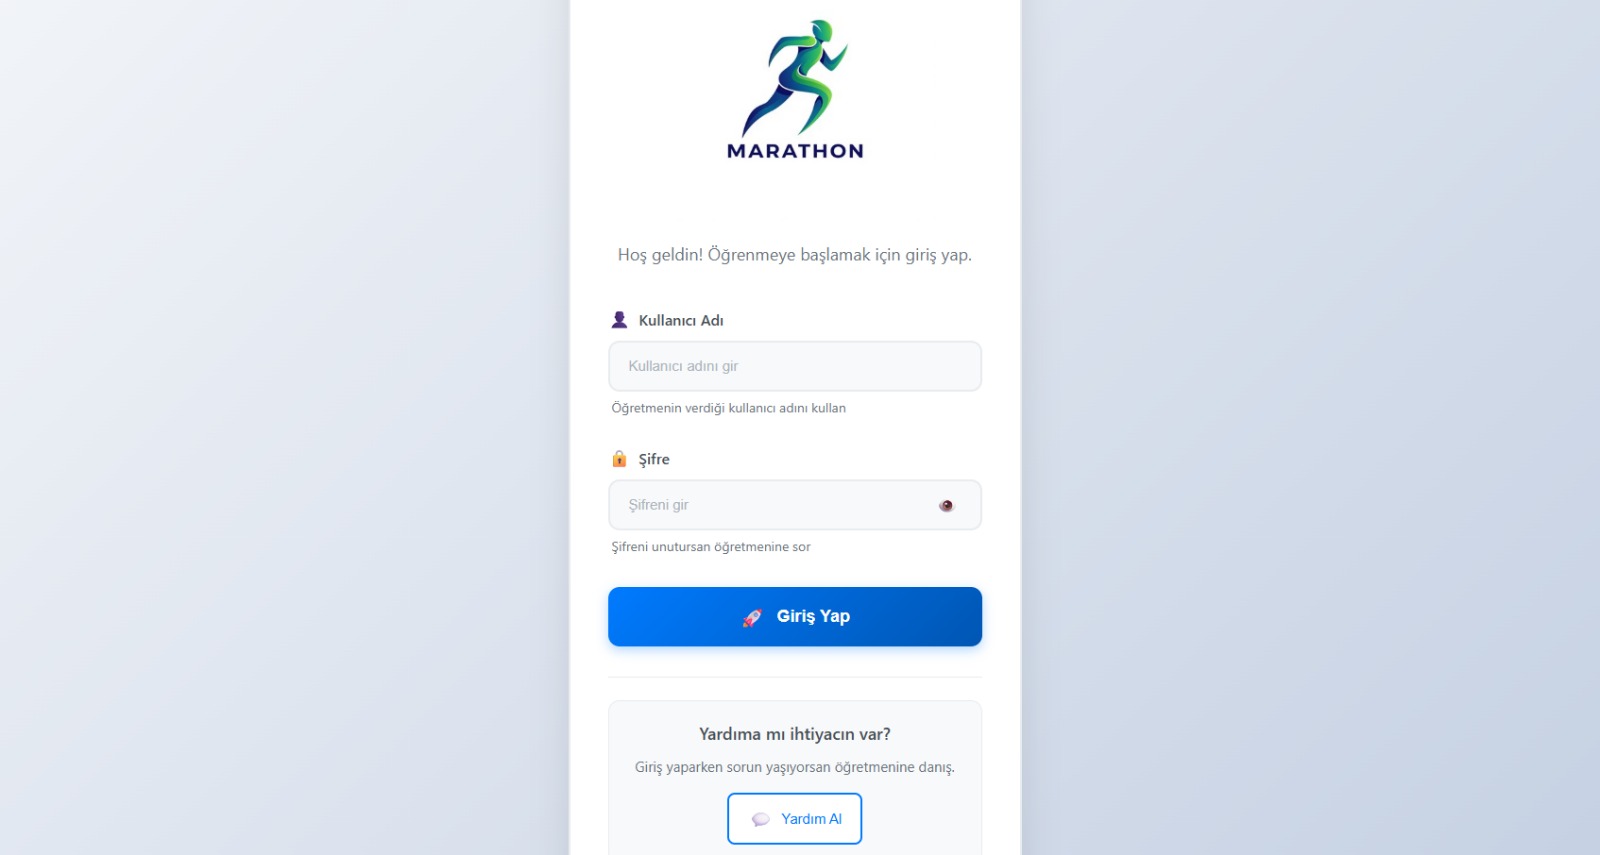 MARATHON
Hoş geldin! Öğrenmeye başlamak için giriş yap.
Kullanıcı Adı
Kullanıcı adını gir
Öğretmenin verdiği kullanıcı adını kullan
Şifre
Şifreni gir
Şifreni unutursan öğretmenine sor
Giriş Yap
Yardıma mı ihtiyacın var?
Giriş yaparken sorun yaşıyorsan öğretmenine danış.
Yardım Al